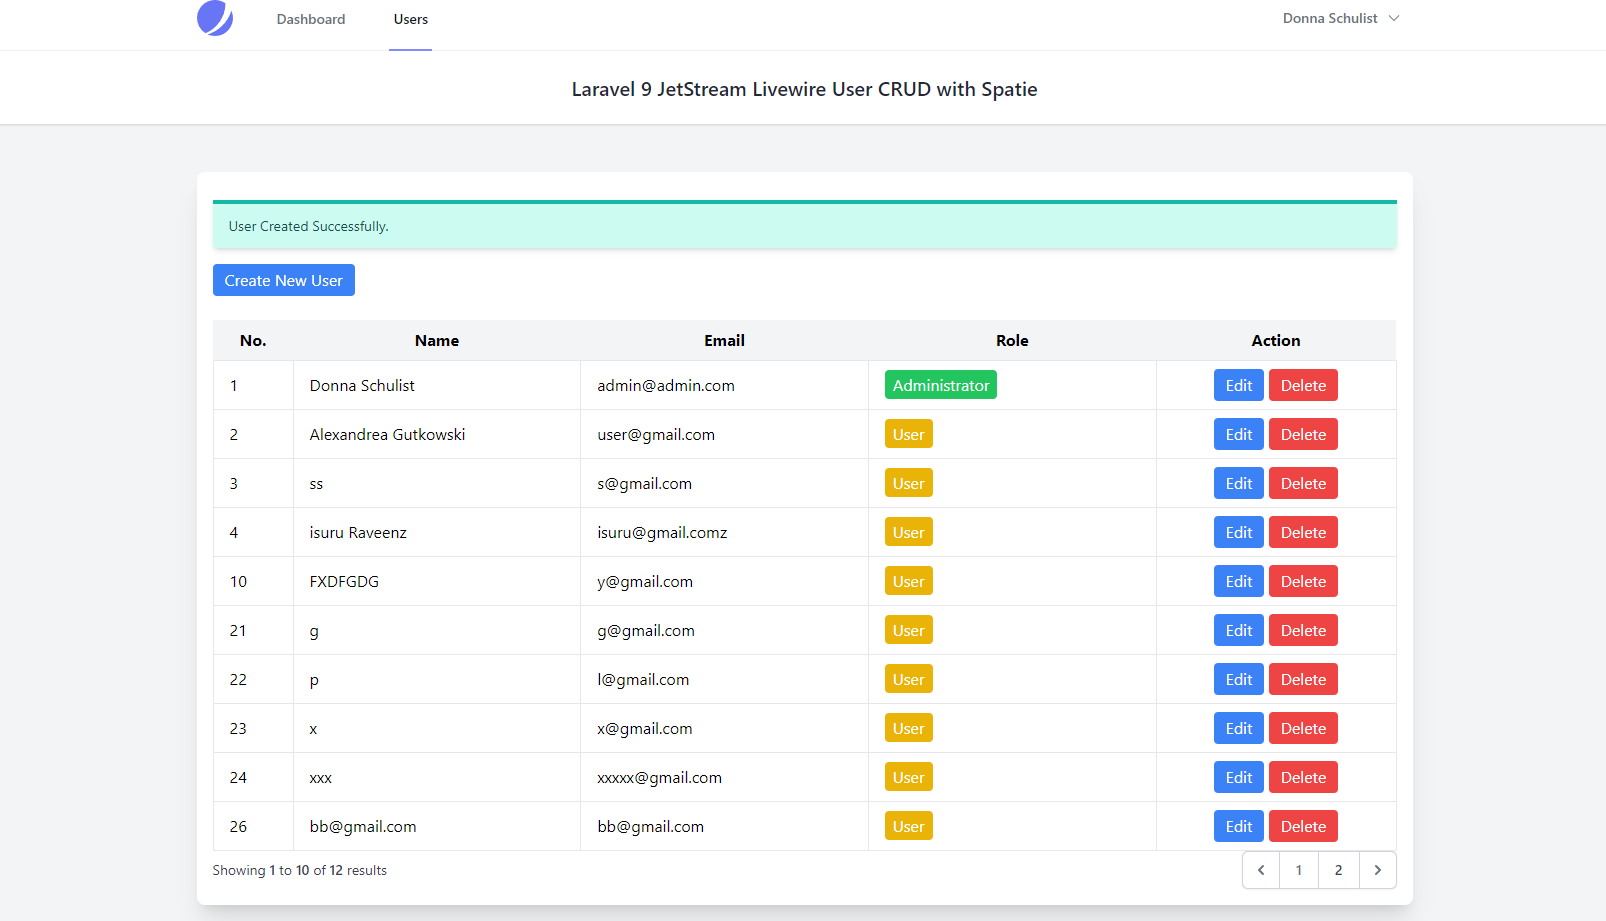 Dashboard Users Donna Schulist
Laravel 9 JetStream Livewire User CRUD with Spatie
User Created Successfully.
Create New User
No. Name Email Role Action
1 Donna Schulist admin@admin.com Administrator Edit Delete
2 Alexandrea Gutkowski user@gmail.com User Edit Delete
3 ss s@gmail.com User Edit Delete
4 isuru Raveenz isuru@gmail.comz User Edit Delete
10 FXDFGDG y@gmail.com User Edit Delete
21 g g@gmail.com User Edit Delete
22 p l@gmail.com User Edit Delete
23 x x@gmail.com User Edit Delete
24 xxx xxxxx@gmail.com User Edit Delete
26 bb@gmail.com bb@gmail.com User Edit Delete
Showing 1 to 10 of 12 results 1 2